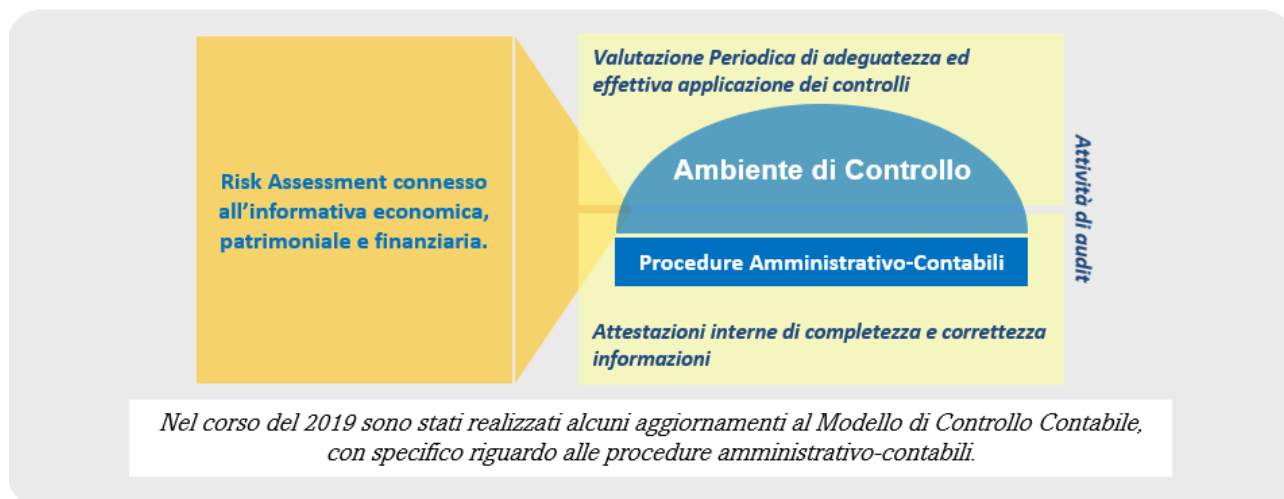 Risk Assessment connesso
all'informativa economica,
patrimoniale e finanziaria.
Valutazione Periodica di adeguatezza ed
effettiva applicazione dei controlli
Ambiente di Controllo
Procedure Amministrativo-Contabili
Attestazioni interne di completezza e correttezza
informazioni
Attività di audit
Nel corso del 2019 sono stati realizzati alcuni aggiornamenti al Modello di Controllo Contabile,
con specifico riguardo alle procedure amministrativo-contabili.